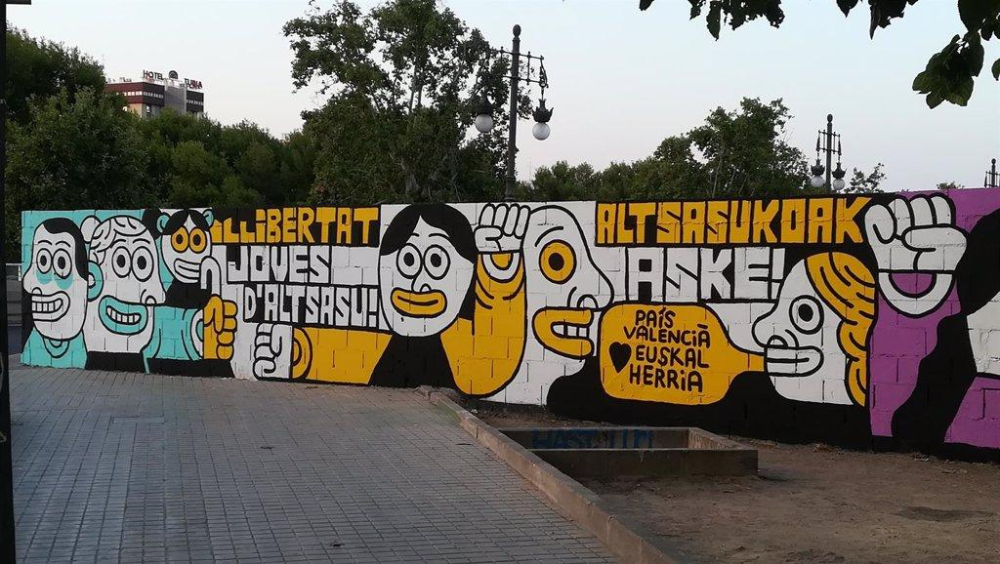 HOTEL TURIA
LLIBERTAT
JOVES
D'ALTSASU!
ALTSASUKOAK
ASKE!
PAÍS
VALENCIÀ
♥ EUSKAL
HERRIA